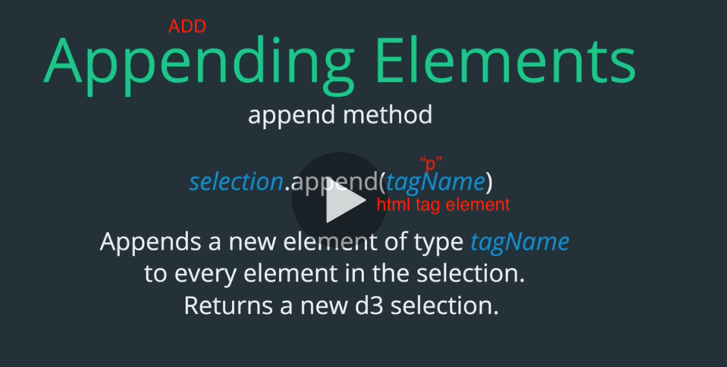 ADD
Appending Elements
append method
“p”
selection.append(tagName)
html tag element
Appends a new element of type tagName
to every element in the selection.
Returns a new d3 selection.